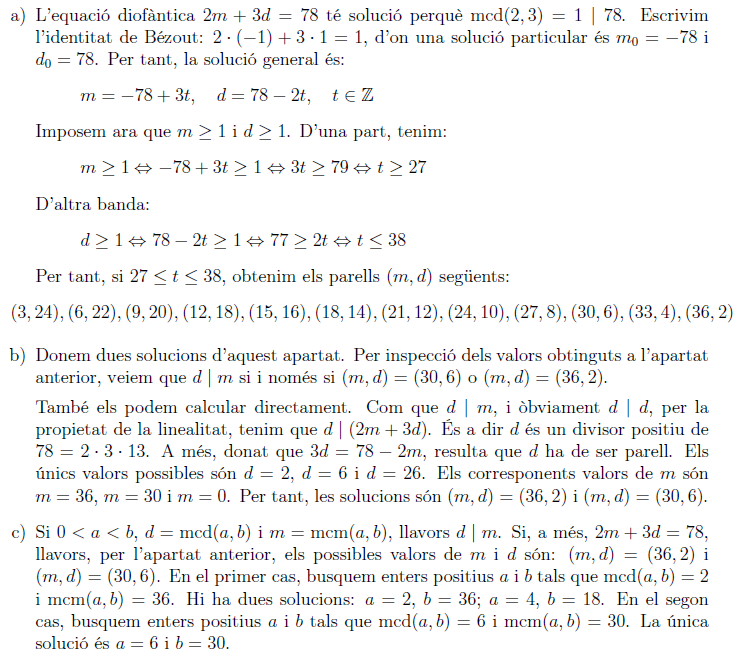 a) L'equació diofàntica 2m + 3d = 78 té solució perquè mcd(2, 3) = 1 | 78. Escrivim
l'identitat de Bézout: 2 · (−1) + 3 · 1 = 1, d'on una solució particular és m₀ = −78 i
d₀ = 78. Per tant, la solució general és:
m = −78 + 3t, d = 78 − 2t, t ∈ ℤ
Imposem ara que m ≥ 1 i d ≥ 1. D'una part, tenim:
m ≥ 1 ⇔ −78 + 3t ≥ 1 ⇔ 3t ≥ 79 ⇔ t ≥ 27
D'altra banda:
d ≥ 1 ⇔ 78 − 2t ≥ 1 ⇔ 77 ≥ 2t ⇔ t ≤ 38
Per tant, si 27 ≤ t ≤ 38, obtenim els parells (m, d) següents:
(3, 24), (6, 22), (9, 20), (12, 18), (15, 16), (18, 14), (21, 12), (24, 10), (27, 8), (30, 6), (33, 4), (36, 2)
b) Donem dues solucions d'aquest apartat. Per inspecció dels valors obtinguts a l'apartat
anterior, veiem que d | m si i només si (m, d) = (30, 6) o (m, d) = (36, 2).
També els podem calcular directament. Com que d | m, i òbviament d | d, per la
propietat de la linealitat, tenim que d | (2m + 3d). És a dir d és un divisor positiu de
78 = 2 · 3 · 13. A més, donat que 3d = 78 − 2m, resulta que d ha de ser parell. Els
únics valors possibles són d = 2, d = 6 i d = 26. Els corresponents valors de m són
m = 36, m = 30 i m = 0. Per tant, les solucions són (m, d) = (36, 2) i (m, d) = (30, 6).
c) Si 0 < a < b, d = mcd(a, b) i m = mcm(a, b), llavors d | m. Si, a més, 2m + 3d = 78,
llavors, per l'apartat anterior, els possibles valors de m i d són: (m, d) = (36, 2) i
(m, d) = (30, 6). En el primer cas, busquem enters positius a i b tals que mcd(a, b) = 2
i mcm(a, b) = 36. Hi ha dues solucions: a = 2, b = 36; a = 4, b = 18. En el segon
cas, busquem enters positius a i b tals que mcd(a, b) = 6 i mcm(a, b) = 30. La única
solució és a = 6 i b = 30.